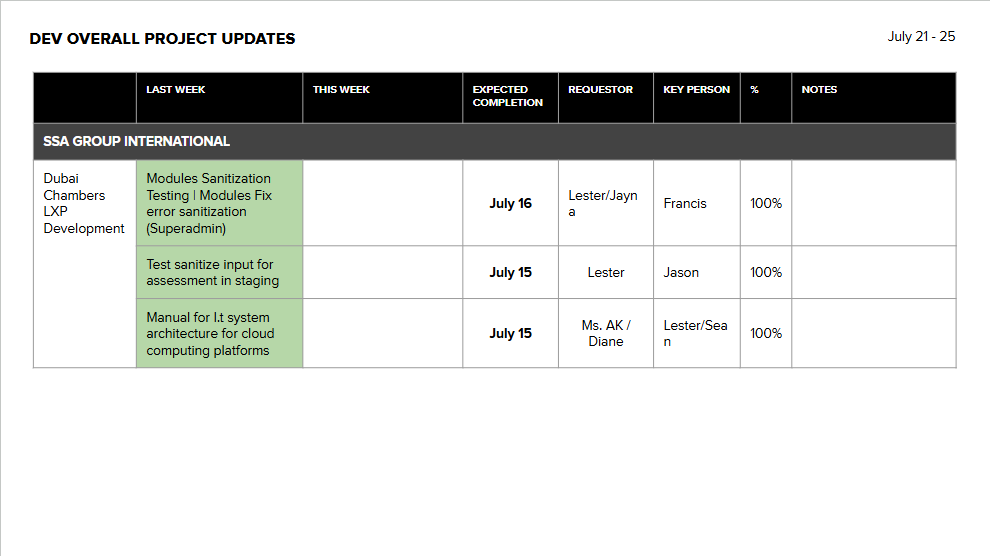 DEV OVERALL PROJECT UPDATES
July 21 - 25
LAST WEEK
THIS WEEK
EXPECTED
COMPLETION
REQUESTOR
KEY PERSON
%
NOTES
SSA GROUP INTERNATIONAL
Dubai
Chambers
LXP
Development
Modules Sanitization
Testing | Modules Fix
error sanitization
(Superadmin)
July 16
Lester/Jayn
a
Francis
100%
Test sanitize input for
assessment in staging
July 15
Lester
Jason
100%
Manual for I.t system
architecture for cloud
computing platforms
July 15
Ms. AK /
Diane
Lester/Sea
n
100%